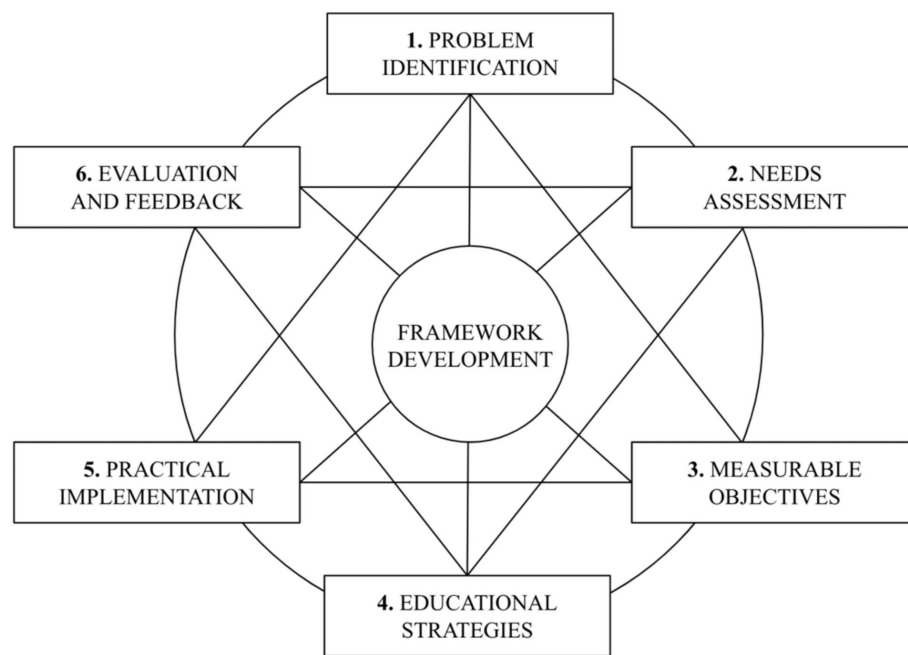 1. PROBLEM
IDENTIFICATION
6. EVALUATION
AND FEEDBACK
2. NEEDS
ASSESSMENT
FRAMEWORK
DEVELOPMENT
5. PRACTICAL
IMPLEMENTATION
3. MEASURABLE
OBJECTIVES
4. EDUCATIONAL
STRATEGIES